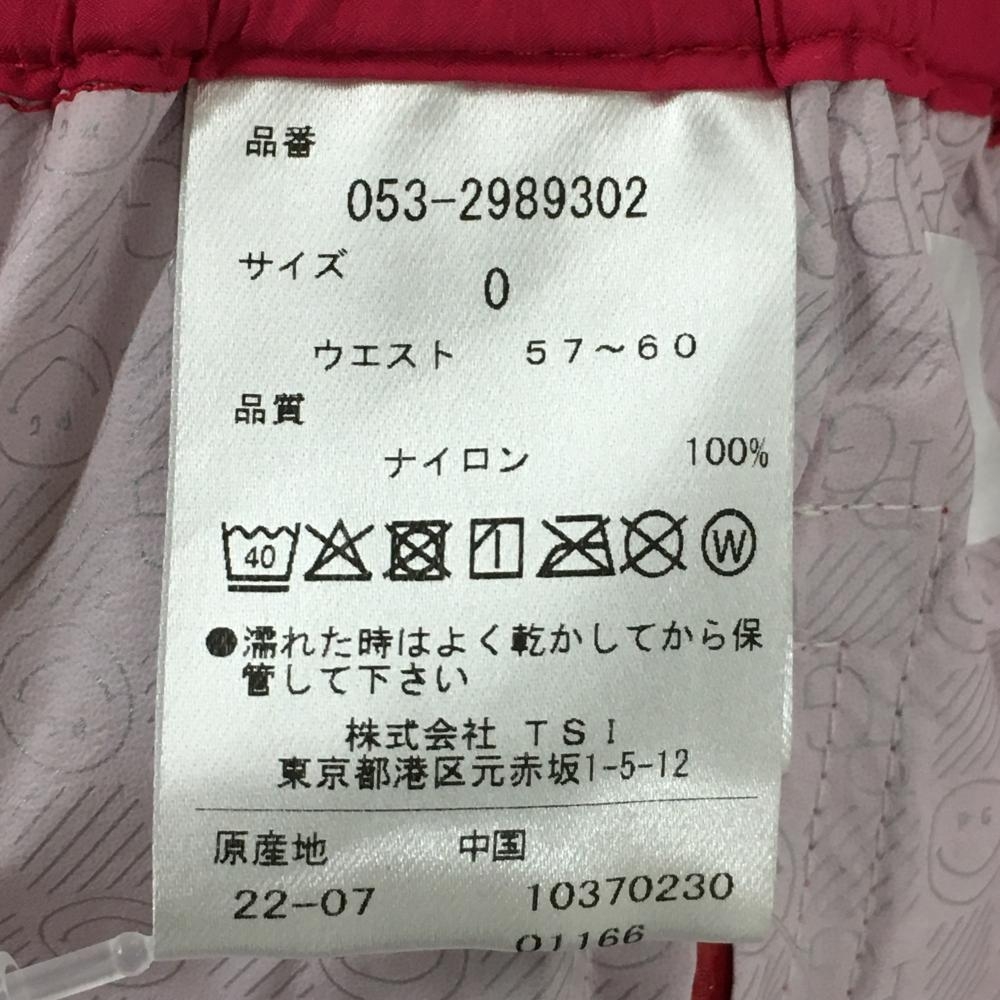 品番
053-2989302
サイズ
0
ウエスト 57〜60
品質
ナイロン 100%
40 W
●濡れた時はよく乾かしてから保
管して下さい
株式会社 TSI
東京都港区元赤坂1-5-12
原産地 中国
22-07 10370230
01166